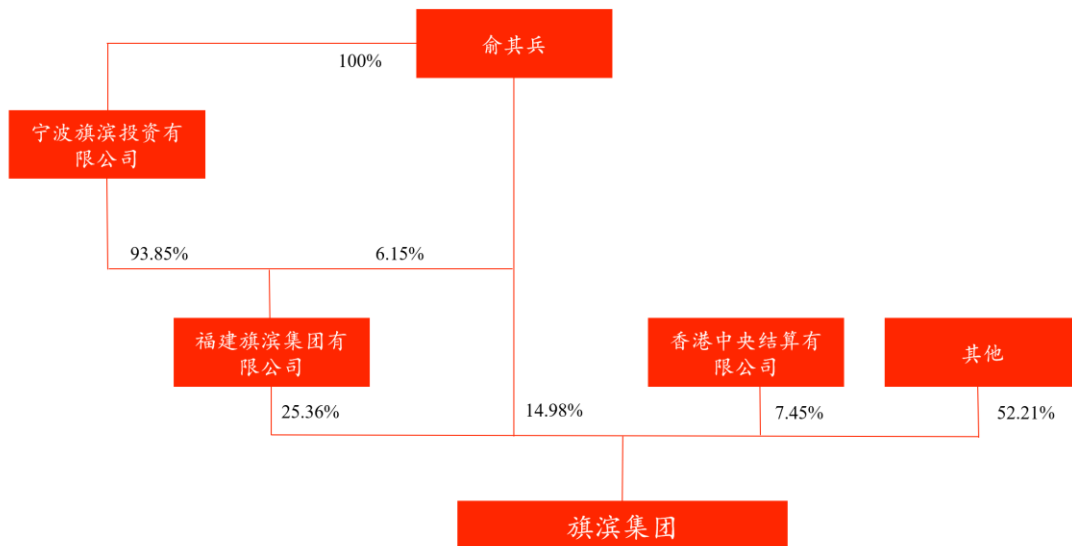 俞其兵
100%
宁波旗滨投资有
限公司
93.85%
6.15%
福建旗滨集团有
限公司
香港中央结算有
限公司
其他
25.36%
14.98%
7.45%
52.21%
旗滨集团